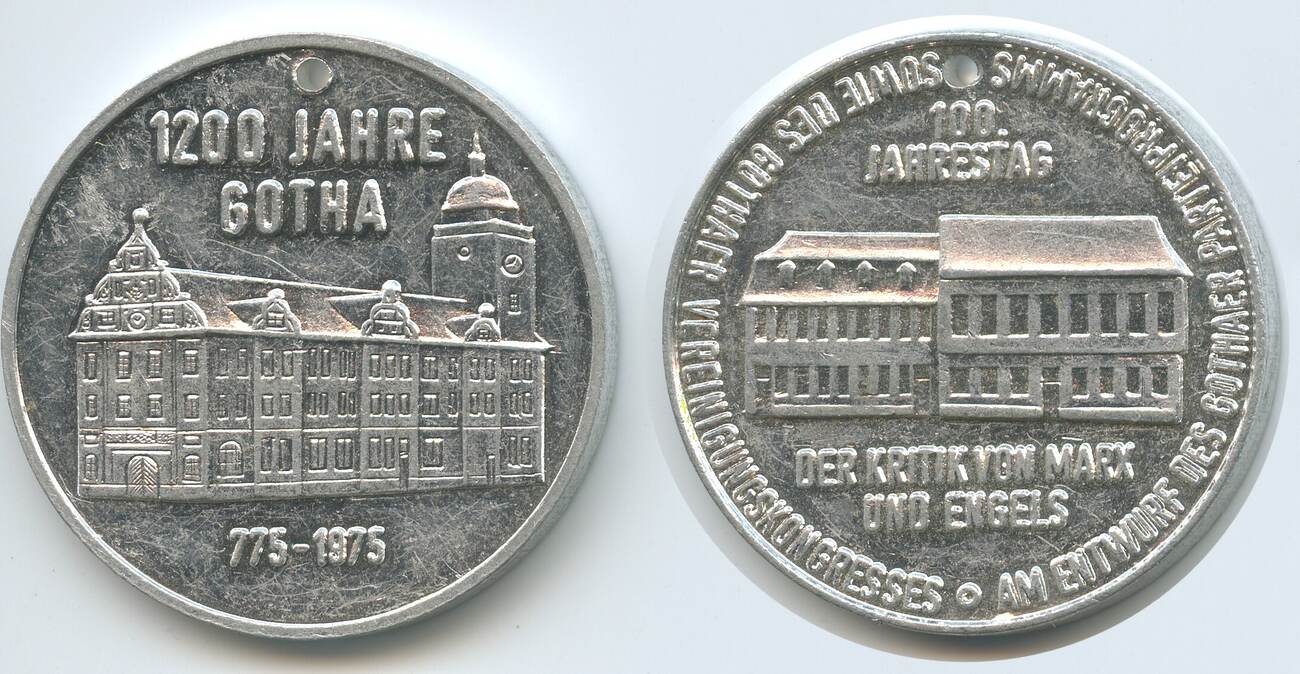 1200 JAHRE
GOTHA
775-1975
100.
JAHRESTAG
DER KRITIK VON MARX
UND ENGELS
AM ENTWURF DES GOTHAER PARTEIPROGRAMMS SOWIE DES GOTHAER VEREINIGUNGSKONGRESSES